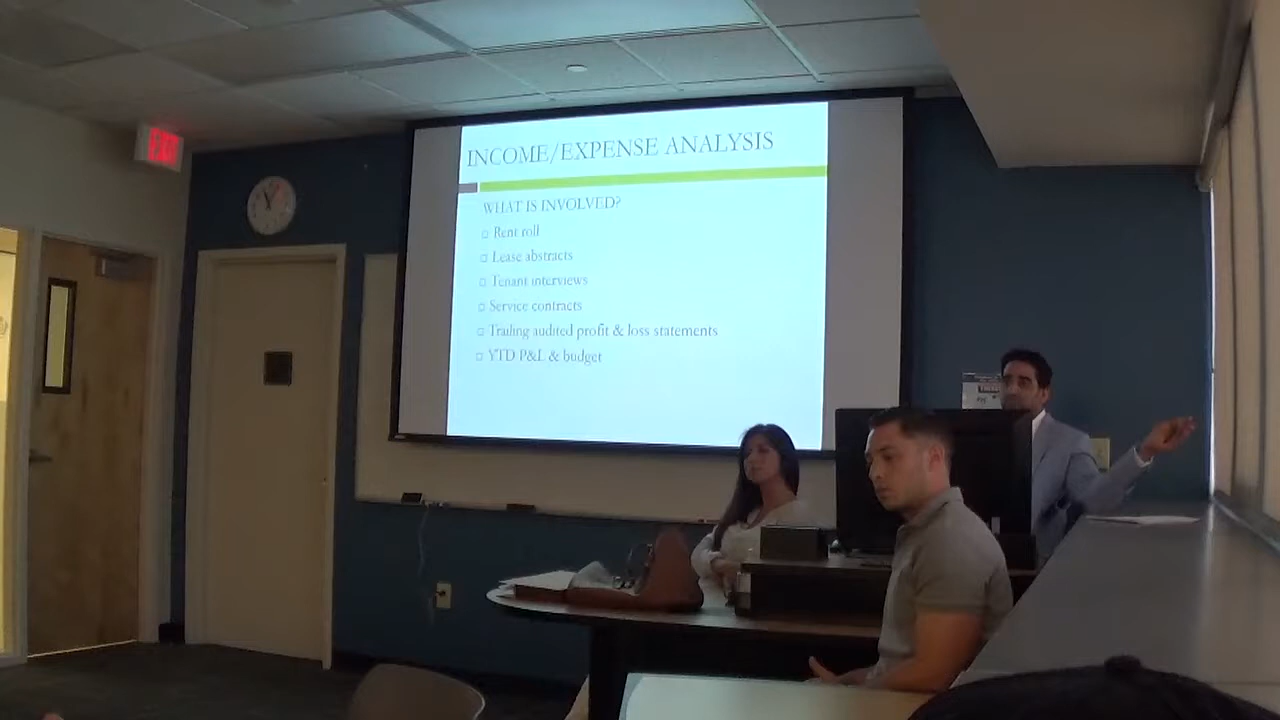 EXIT
INCOME/EXPENSE ANALYSIS
WHAT IS INVOLVED?
Rent roll
Lease abstracts
Tenant interviews
Service contracts
Trailing audited profit & loss statements
YTD P&L & budget